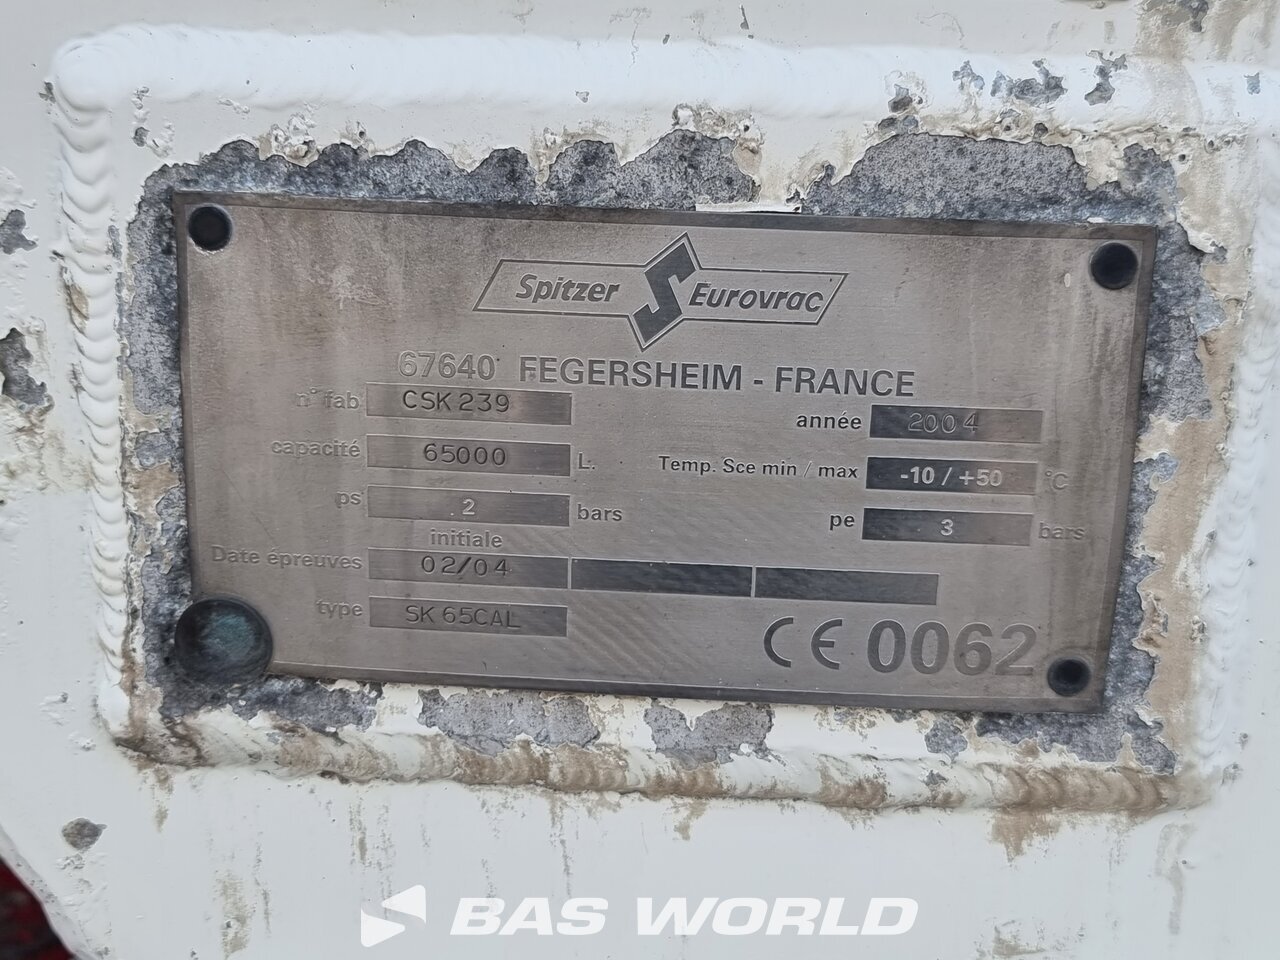 Spitzer S Eurovrac
67640 FEGERSHEIM - FRANCE
n° fab CSK 239 année 2004
capacité 65000 L. Temp. Sce min / max -10 / +50 °C
ps 2 bars pe 3 bars
initiale
Date épreuves 02/04
type SK 65CAL
CE 0062
BAS WORLD